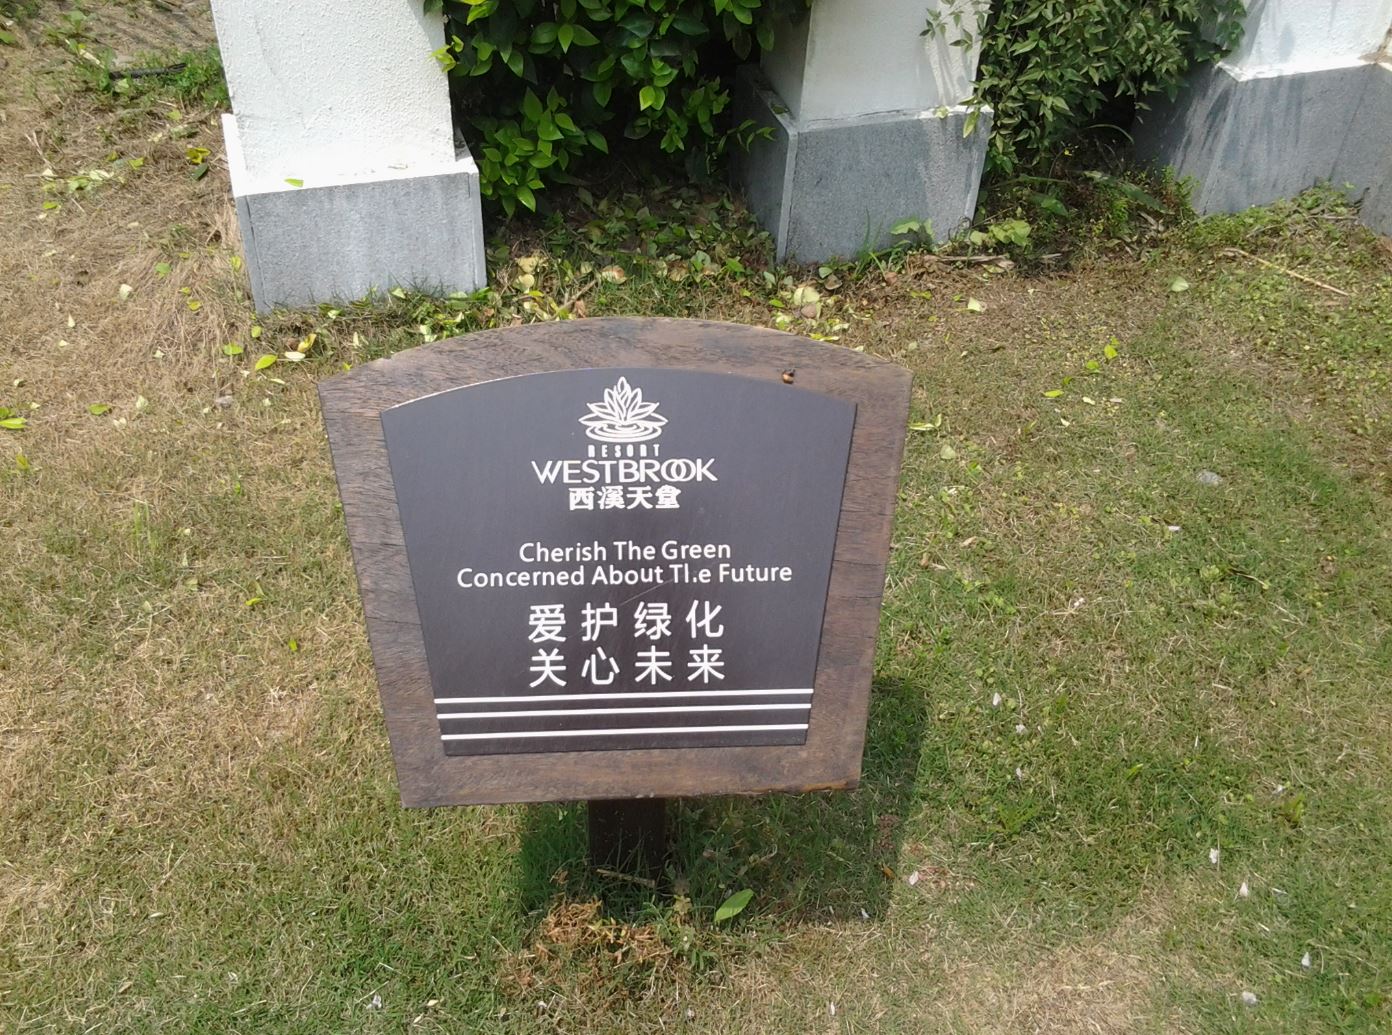 RESORT
WESTBROOK
西溪天堂
Cherish The Green
Concerned About Tl.e Future
爱护绿化
关心未来